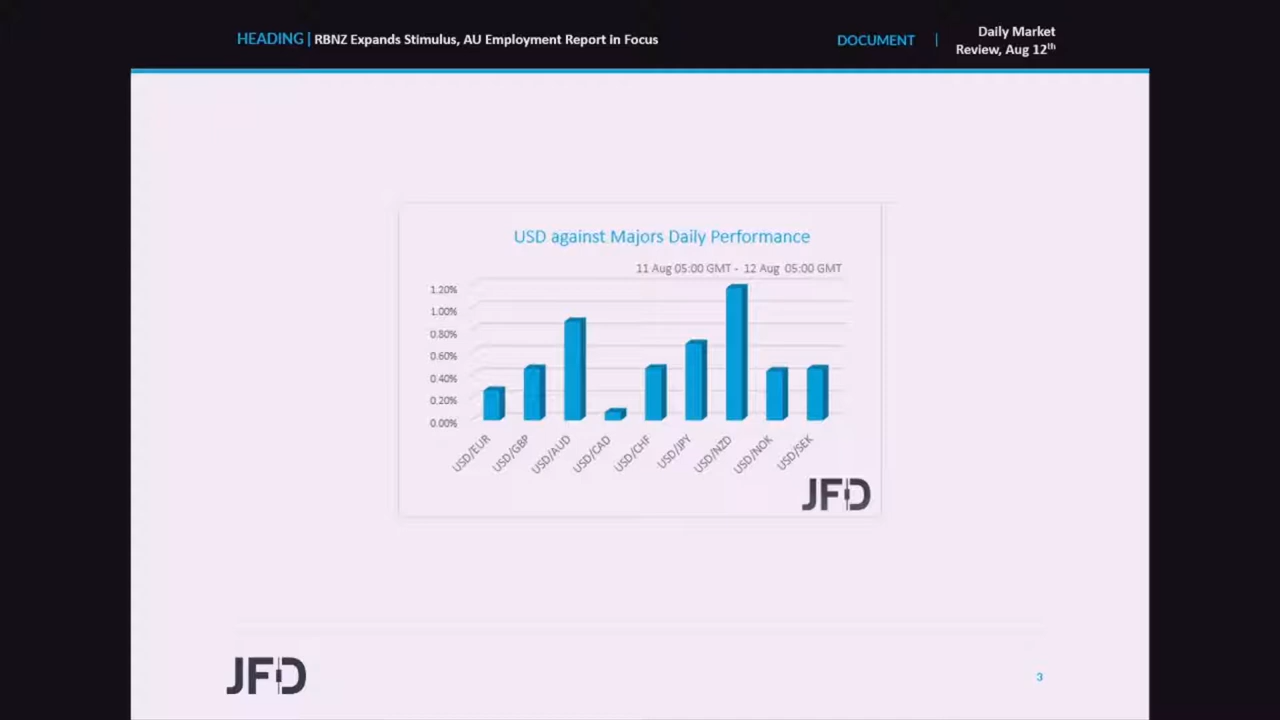 HEADING | RBNZ Expands Stimulus, AU Employment Report in Focus
DOCUMENT | Daily Market
Review, Aug 12th
USD against Majors Daily Performance
11 Aug 05:00 GMT - 12 Aug 05:00 GMT
1.20%
1.00%
0.80%
0.60%
0.40%
0.20%
0.00%
USD/EUR
USD/GBP
USD/AUD
USD/CAD
USD/CHF
USD/JPY
USD/NZD
USD/NOK
USD/SEK
JFD
JFD
3